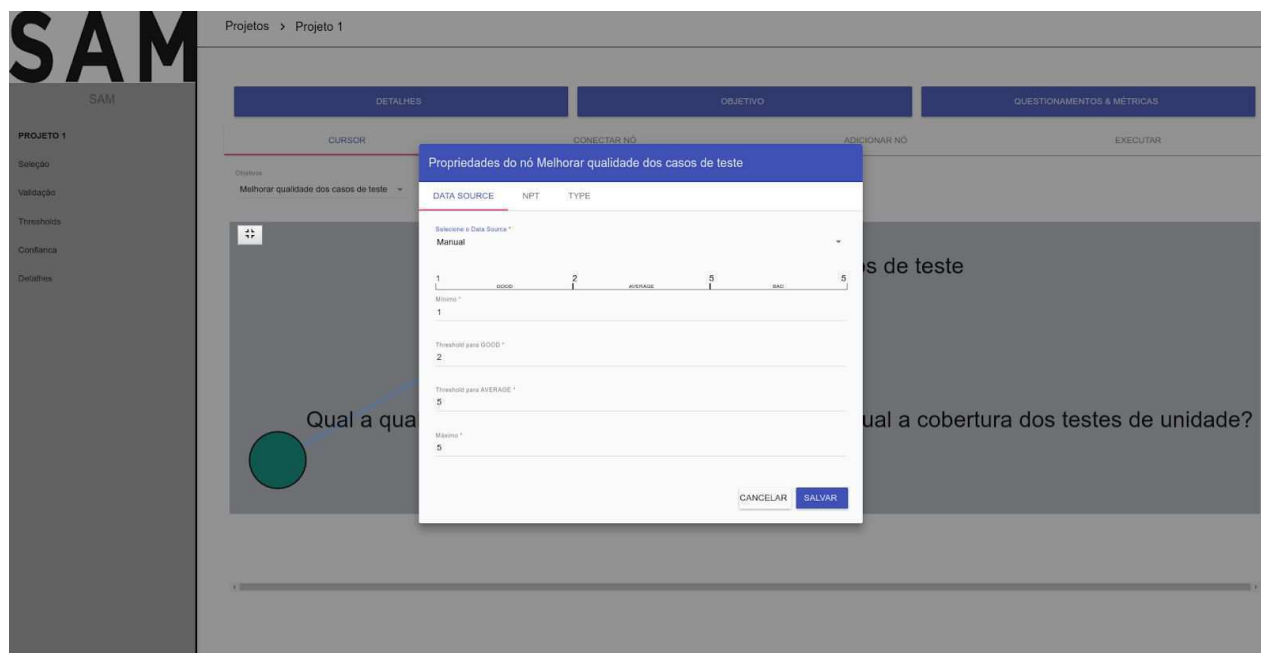 SAM
Projetos > Projeto 1
SAM
DETALHES
OBJETIVO
QUESTIONAMENTOS & MÉTRICAS
PROJETO 1
Seleção
Validação
Thresholds
Confianca
Detalhes
CURSOR
CONECTAR NÓ
ADICIONAR NÓ
EXECUTAR
Objetivos
Melhorar qualidade dos casos de teste
Propriedades do nó Melhorar qualidade dos casos de teste
DATA SOURCE
NPT
TYPE
Selecione o Data Source *
Manual
1 2 5 5
GOOD AVERAGE BAD
Mínimo *
1
Threshold para GOOD *
2
Threshold para AVERAGE *
5
Máximo *
5
CANCELAR
SALVAR
s de teste
Qual a qua
ual a cobertura dos testes de unidade?